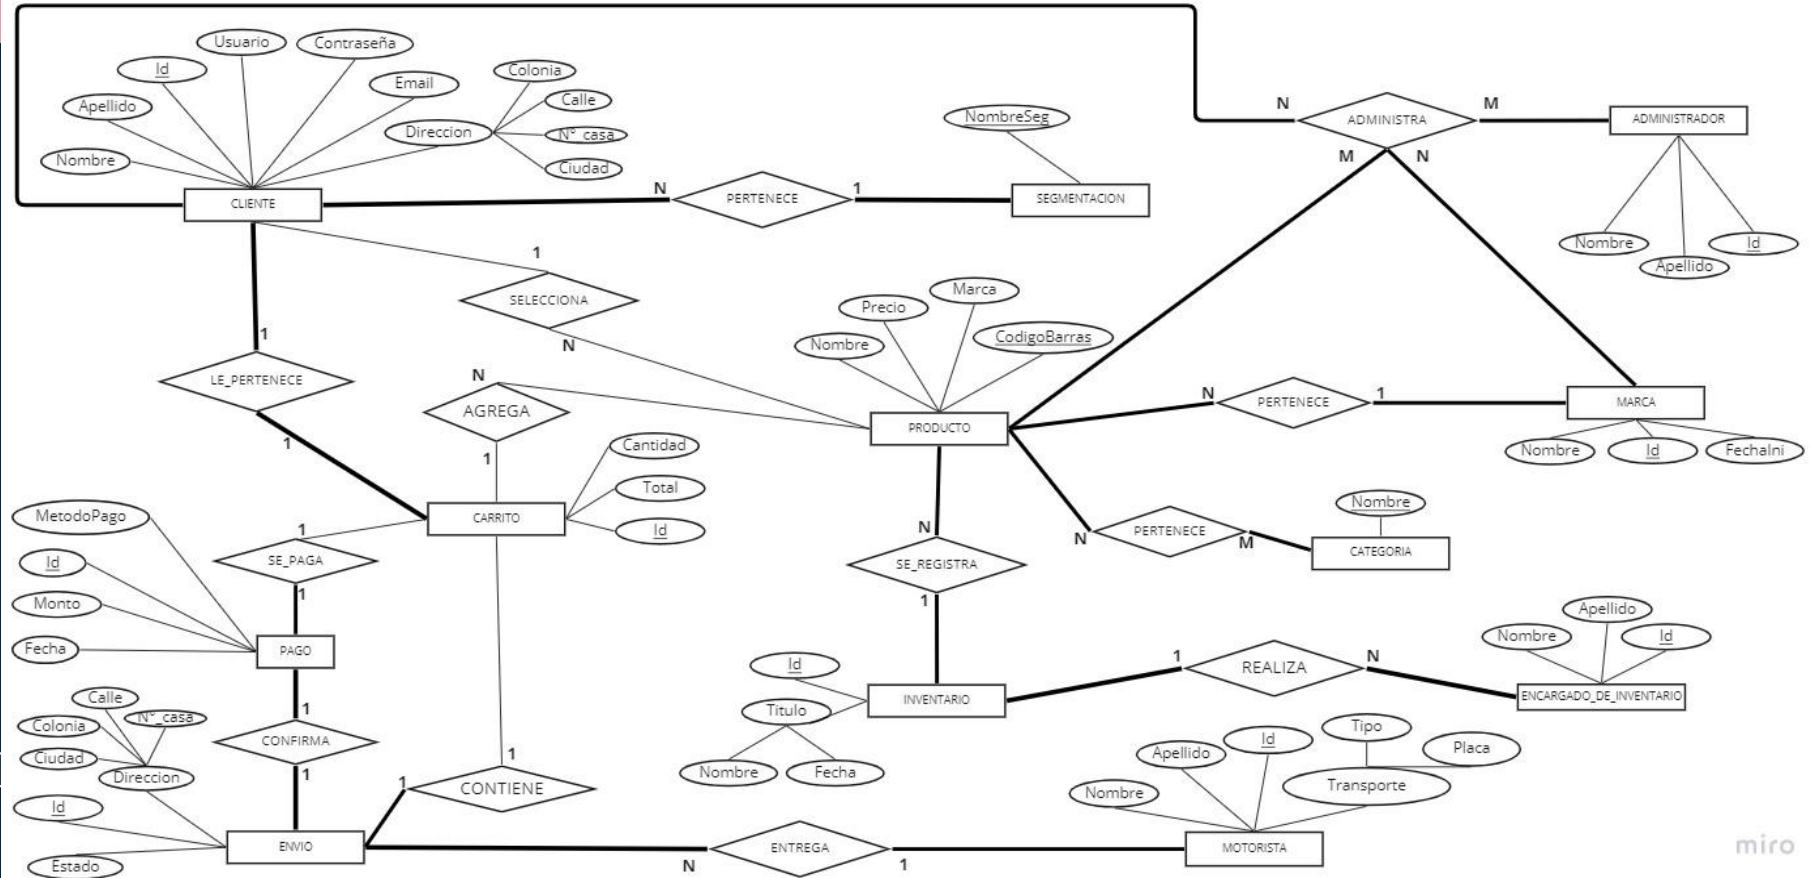 Usuario
Contraseña
Id
Email
Apellido
Direccion
Nombre
Colonia
Calle
N°_casa
Ciudad
NombreSeg
N
ADMINISTRA
M
ADMINISTRADOR
M
N
Nombre
Apellido
Id
CLIENTE
N
PERTENECE
1
SEGMENTACION
1
SELECCIONA
N
1
LE_PERTENECE
1
Nombre
Precio
Marca
CodigoBarras
N
AGREGA
1
PRODUCTO
N
PERTENECE
1
MARCA
Nombre
Id
FechaIni
Cantidad
Total
Id
CARRITO
MetodoPago
Id
Monto
Fecha
1
SE_PAGA
1
PAGO
N
SE_REGISTRA
1
N
PERTENECE
M
Nombre
CATEGORIA
Apellido
Nombre
Id
ENCARGADO_DE_INVENTARIO
1
REALIZA
N
Id
Titulo
INVENTARIO
Nombre
Fecha
Calle
N°_casa
Colonia
Ciudad
Direccion
Id
Estado
1
CONFIRMA
1
ENVIO
1
CONTIENE
1
N
ENTREGA
1
MOTORISTA
Nombre
Apellido
Id
Tipo
Placa
Transporte
miro